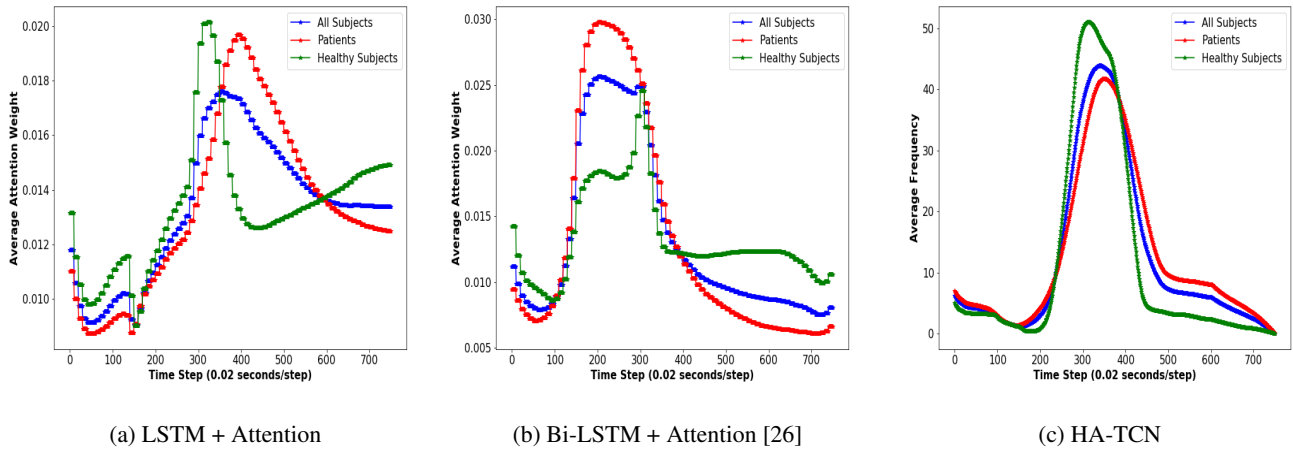 0.020
0.018
0.016
0.014
0.012
0.010
Average Attention Weight
All Subjects
Patients
Healthy Subjects
0 100 200 300 400 500 600 700
Time Step (0.02 seconds/step)
(a) LSTM + Attention
0.030
0.025
0.020
0.015
0.010
0.005
Average Attention Weight
All Subjects
Patients
Healthy Subjects
0 100 200 300 400 500 600 700
Time Step (0.02 seconds/step)
(b) Bi-LSTM + Attention [26]
50
40
30
20
10
0
Average Frequency
All Subjects
Patients
Healthy Subjects
0 100 200 300 400 500 600 700
Time Step (0.02 seconds/step)
(c) HA-TCN